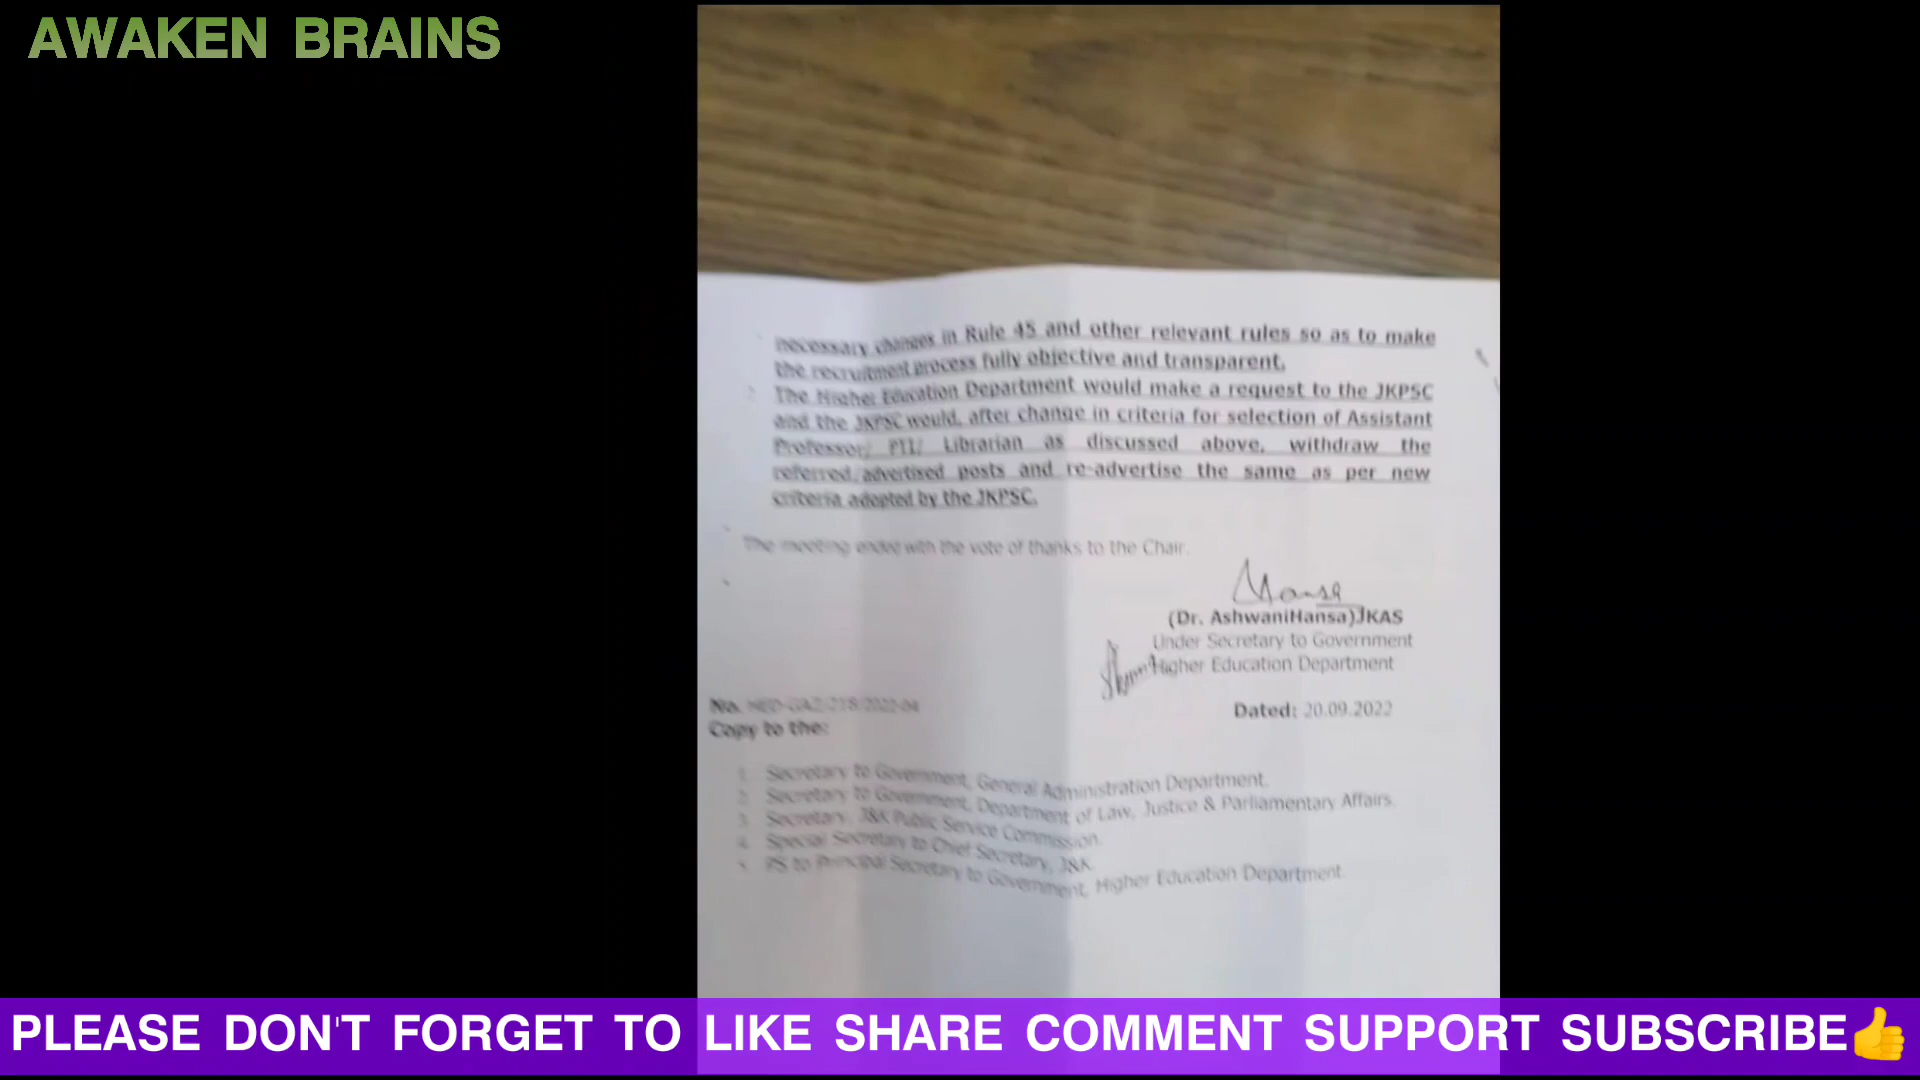 AWAKEN BRAINS
necessary changes in Rule 45 and other relevant rules so as to make
the recruitment process fully objective and transparent.
2. The Higher Education Department would make a request to the JKPSC
and the JKPSC would, after change in criteria for selection of Assistant
Professor/ PTI/ Librarian as discussed above, withdraw the
referred/advertised posts and re-advertise the same as per new
criteria adopted by the JKPSC.
The meeting with the vote of thanks to the Chair.
(Dr. AshwaniHansa)JKAS
Under Secretary to Government
Higher Education Department
No.
Dated: 20.09.2022
Copy to the:
1. Secretary to Government, General Administration Department.
2. Secretary to Government, Department of Law, Justice & Parliamentary Affairs.
3. Secretary, J&K Public Service Commission.
4. Special Secretary to Chief Secretary, J&K.
5. PS to Principal Secretary to Government, Higher Education Department.
PLEASE DON'T FORGET TO LIKE SHARE COMMENT SUPPORT SUBSCRIBE